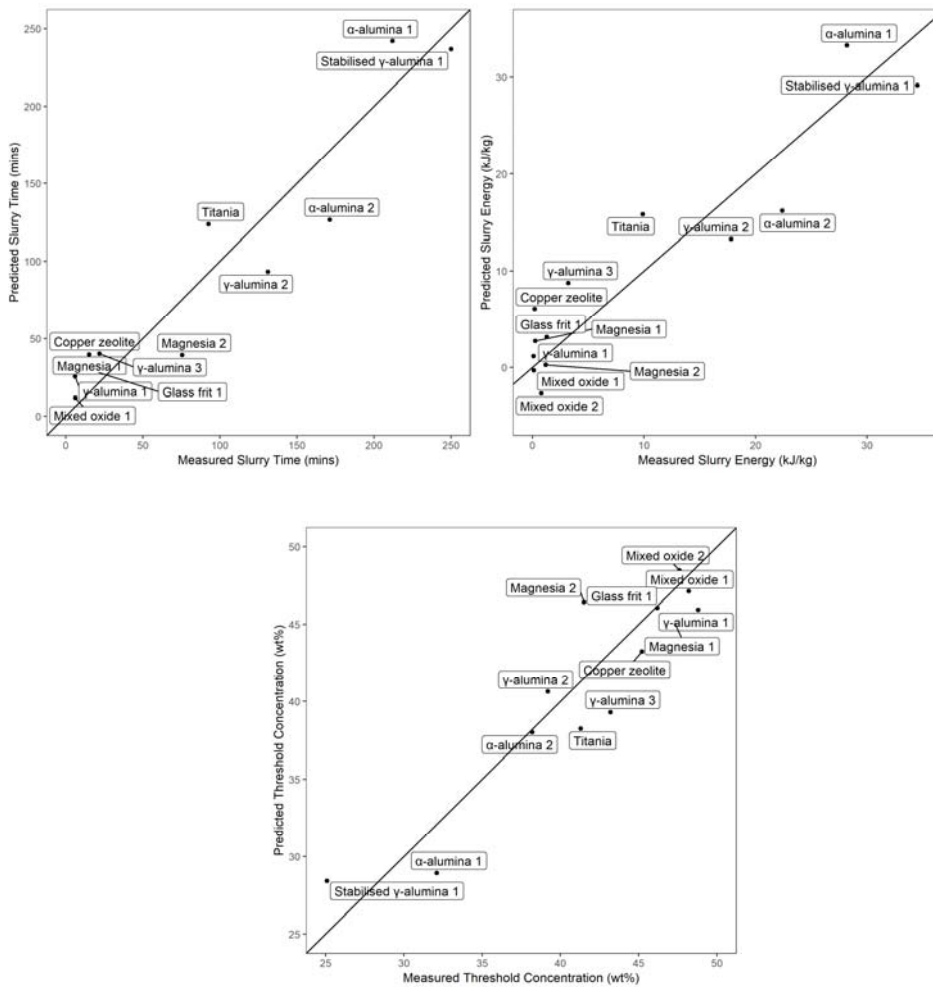 α-alumina 1
Stabilised γ-alumina 1
Titania
α-alumina 2
γ-alumina 2
Copper zeolite
Magnesia 2
Magnesia 1
γ-alumina 3
γ-alumina 1
Glass frit 1
Mixed oxide 1
250
200
150
100
50
0
0 50 100 150 200 250
Predicted Slurry Time (mins)
Measured Slurry Time (mins)
α-alumina 1
Stabilised γ-alumina 1
Titania
γ-alumina 2
α-alumina 2
γ-alumina 3
Copper zeolite
Glass frit 1
Magnesia 1
γ-alumina 1
Magnesia 2
Mixed oxide 1
Mixed oxide 2
30
20
10
0
0 10 20 30
Predicted Slurry Energy (kJ/kg)
Measured Slurry Energy (kJ/kg)
Mixed oxide 2
Mixed oxide 1
Magnesia 2
Glass frit 1
γ-alumina 1
Magnesia 1
Copper zeolite
γ-alumina 2
γ-alumina 3
α-alumina 2
Titania
α-alumina 1
Stabilised γ-alumina 1
50
45
40
35
30
25
25 30 35 40 45 50
Predicted Threshold Concentration (wt%)
Measured Threshold Concentration (wt%)